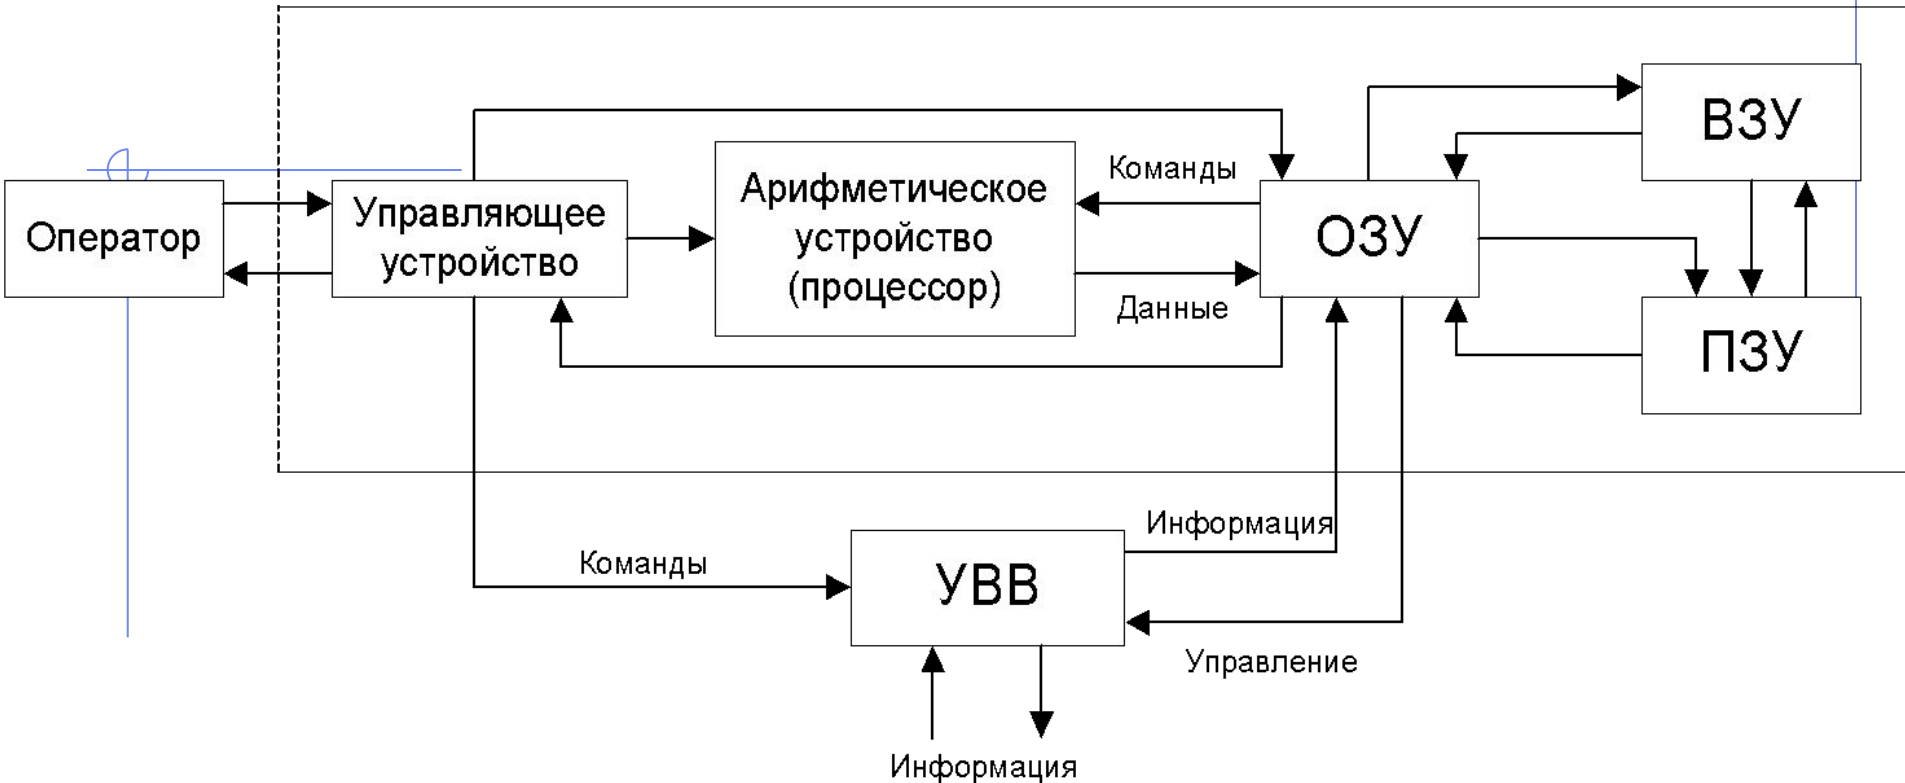 Оператор
Управляющее
устройство
Арифметическое
устройство
(процессор)
Команды
Данные
ОЗУ
ВЗУ
ПЗУ
Команды
УВВ
Информация
Управление
Информация